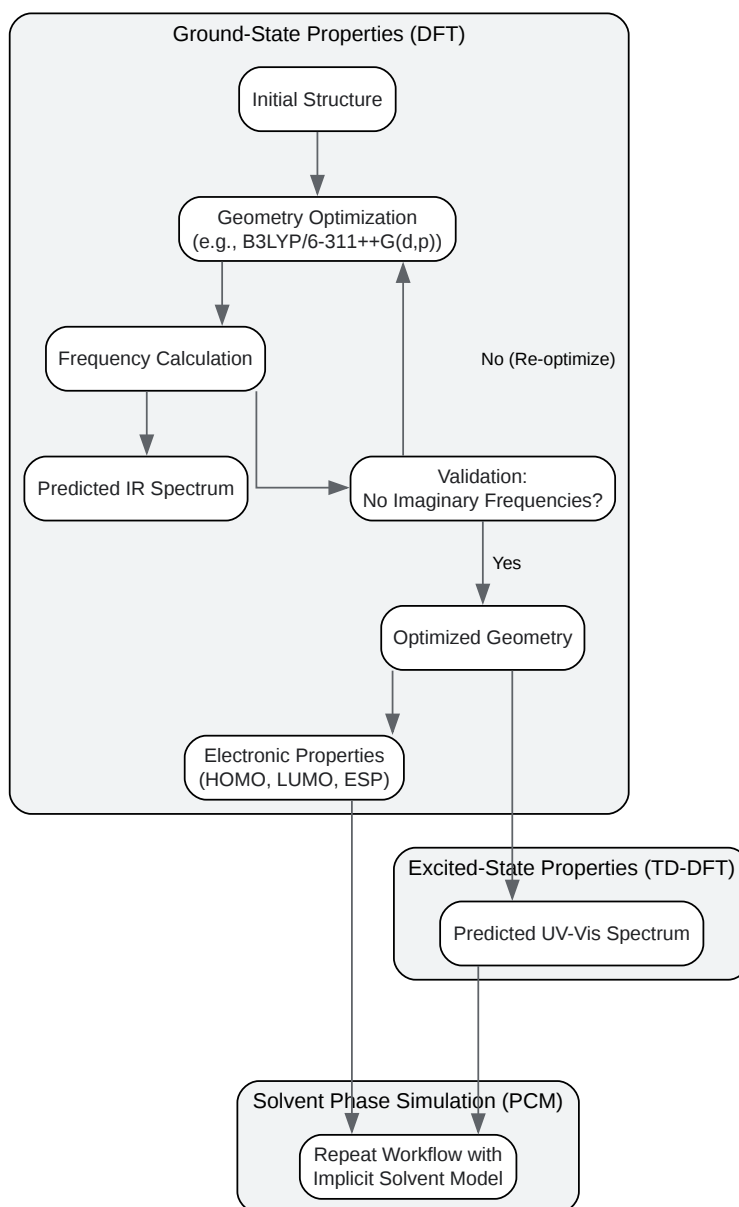 Ground-State Properties (DFT)
Initial Structure
Geometry Optimization
(e.g., B3LYP/6-311++G(d,p))
Frequency Calculation
No (Re-optimize)
Predicted IR Spectrum
Validation:
No Imaginary Frequencies?
Yes
Optimized Geometry
Electronic Properties
(HOMO, LUMO, ESP)
Excited-State Properties (TD-DFT)
Predicted UV-Vis Spectrum
Solvent Phase Simulation (PCM)
Repeat Workflow with
Implicit Solvent Model